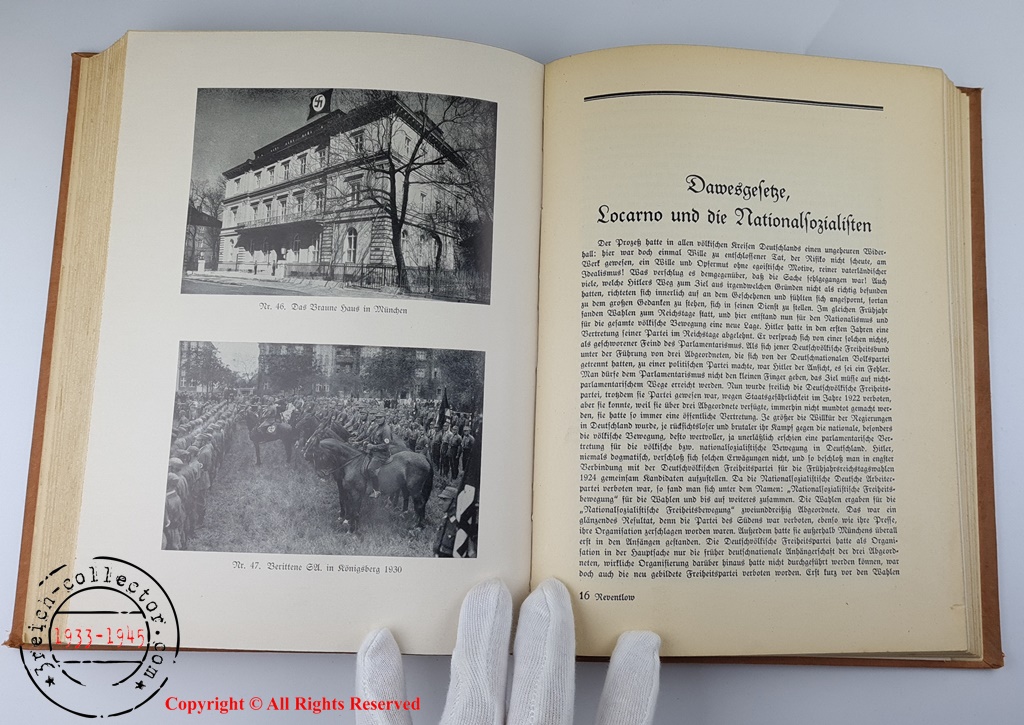 Nr. 46. Das Braune Haus in München
Nr. 47. Berittene SA. in Königsberg 1930
Dawesgesetze,
Locarno und die Nationalsozialisten
Der Prozeß hatte in allen völkischen Kreisen Deutschlands einen ungeheuren Wider-
hall: hier war doch einmal Wille zu entschlossener Tat, der Risiko nicht scheute, am
Werk gewesen, ein Wille und Opfermut ohne egoistische Motive, reiner vaterländischer
Idealismus! Was verschlug es demgegenüber, daß die Sache fehlgegangen war! Auch
viele, welche Hitlers Weg zum Ziel aus irgendwelchen Gründen nicht als richtig befunden
hatten, richteten sich innerlich auf an dem Geschehenen und fühlten sich angespornt, fortan
zu dem großen Gedanken zu stehen, sich in seinen Dienst zu stellen. Im gleichen Frühjahr
fanden Wahlen zum Reichstage statt, und hier entstand nun für den Nationalismus und
für die gesamte völkische Bewegung eine neue Lage. Hitler hatte in den ersten Jahren eine
Vertretung seiner Partei im Reichstage abgelehnt. Er versprach sich von einer solchen nichts,
als geschworener Feind des Parlamentarismus. Als sich jener Deutschvölkische Freiheitsbund
unter der Führung von drei Abgeordneten, die sich von der Deutschnationalen Volkspartei
getrennt hatten, zu einer politischen Partei machte, war Hitler der Ansicht, es sei ein Fehler.
Man dürfe dem Parlamentarismus nicht den kleinen Finger geben, das Ziel müsse auf nicht-
parlamentarischem Wege erreicht werden. Nun wurde freilich die Deutschvölkische Freiheits-
partei, trotzdem sie Partei gewesen war, wegen Staatsgefährlichkeit im Jahre 1922 verboten,
aber sie konnte, weil sie über drei Abgeordnete verfügte, immerhin nicht mundtot gemacht wer-
den, sie hatte so immer eine öffentliche Vertretung. Je größer die Willkür der Regierungen
in Deutschland wurde, je rücksichtsloser und brutaler ihr Kampf gegen die nationale, besonders
die völkische Bewegung, desto wertvoller, ja unerläßlich erschien eine parlamentarische Ver-
tretung für die völkische bzw. nationalsozialistische Bewegung in Deutschland. Hitler,
niemals dogmatisch, verschloß sich solchen Erwägungen nicht, und so beschloß man in engster
Verbindung mit der Deutschvölkischen Freiheitspartei für die Frühjahrsreichstagswahlen
1924 gemeinsam Kandidaten aufzustellen. Da die Nationalsozialistische Deutsche Arbeiter-
partei verboten war, so fand man sich unter dem Namen: „Nationalsozialistische Freiheits-
bewegung“ für die Wahlen und bis auf weiteres zusammen. Die Wahlen ergaben für die
„Nationalsozialistische Freiheitsbewegung“ zweiunddreißig Abgeordnete. Das war ein
glänzendes Resultat, denn die Partei des Südens war verboten, ebenso wie ihre Presse,
ihre Organisation zerschlagen worden waren. Außerdem hatte sie außerhalb Münchens überall
erst in den Anfängen gestanden. Die Deutschvölkische Freiheitspartei hatte als Organi-
sation in der Hauptsache nur die früher deutschnationale Anhängerschaft der drei Abgeord-
neten, wirkliche Organisation darüber hinaus hatte nicht durchgeführt werden können, war
doch auch die neu gebildete Freiheitspartei verboten worden. Erst kurz vor den Wahlen
16 Reventlow
3reich-collector.com
1933-1945
Copyright © All Rights Reserved